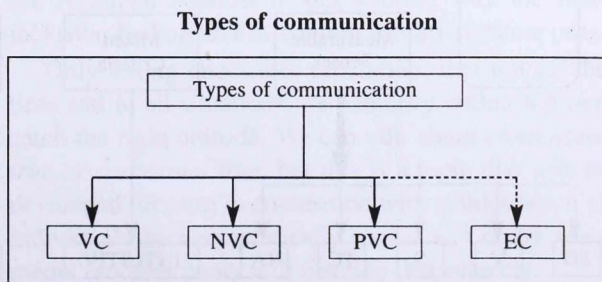 Types of communication
Types of communication
VC
NVC
PVC
EC